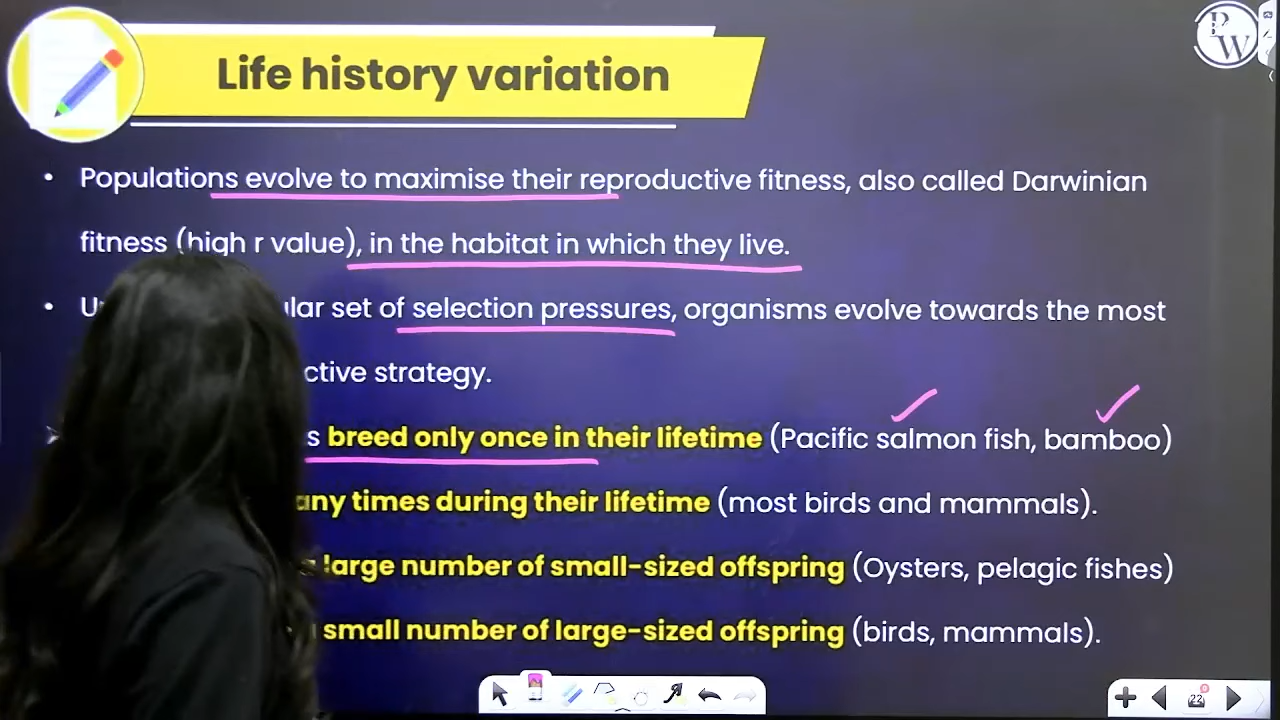 Life history variation
PW
• Populations evolve to maximise their reproductive fitness, also called Darwinian
fitness (high r value), in the habitat in which they live.
• lar set of selection pressures, organisms evolve towards the most
ctive strategy.
s breed only once in their lifetime (Pacific salmon fish, bamboo)
any times during their lifetime (most birds and mammals).
large number of small-sized offspring (Oysters, pelagic fishes)
small number of large-sized offspring (birds, mammals).
22